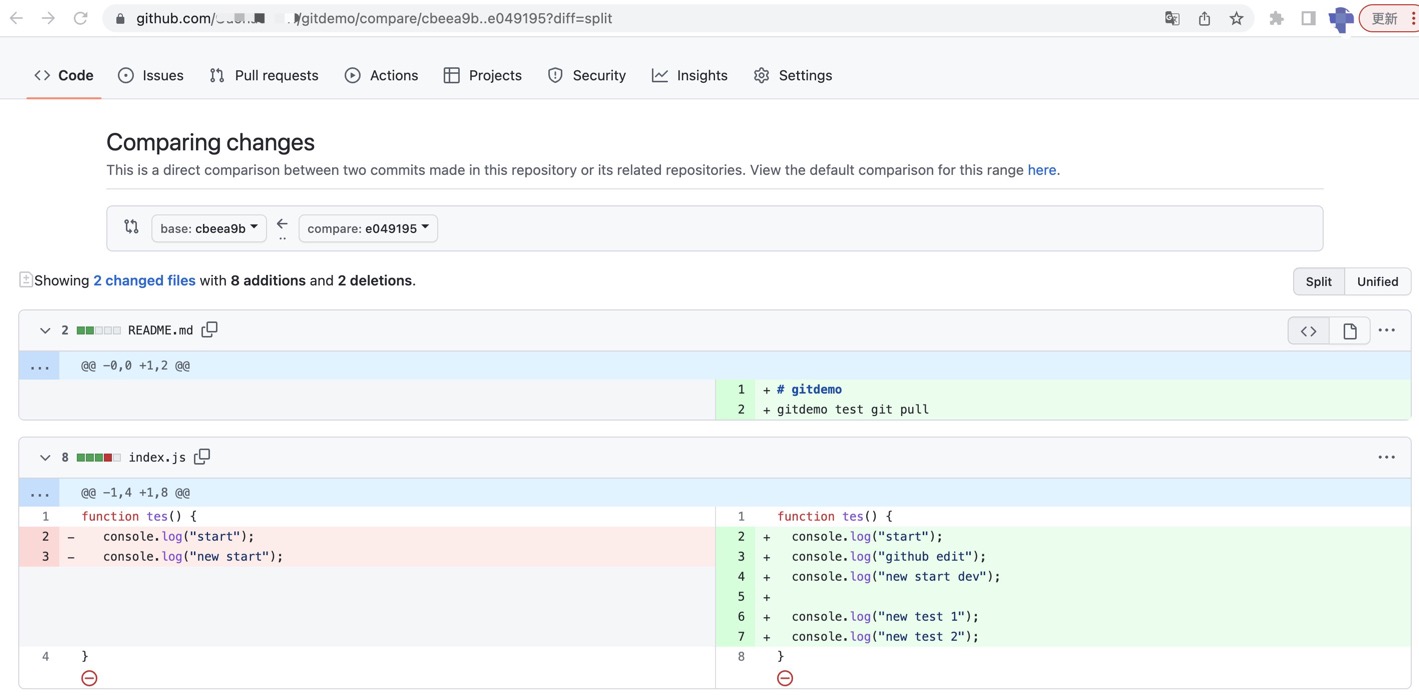 github.com/ /gitdemo/compare/cbeea9b..e049195?diff=split 更新
Code Issues Pull requests Actions Projects Security Insights Settings
Comparing changes
This is a direct comparison between two commits made in this repository or its related repositories. View the default comparison for this range here.
base: cbeea9b .. compare: e049195
Showing 2 changed files with 8 additions and 2 deletions. Split Unified
2 README.md
... @@ -0,0 +1,2 @@
1 + # gitdemo
2 + gitdemo test git pull
8 index.js
... @@ -1,4 +1,8 @@
1 function tes() { 1 function tes() {
2 - console.log("start"); 2 + console.log("start");
3 - console.log("new start"); 3 + console.log("github edit");
4 + console.log("new start dev");
5 +
6 + console.log("new test 1");
7 + console.log("new test 2");
4 } 8 }